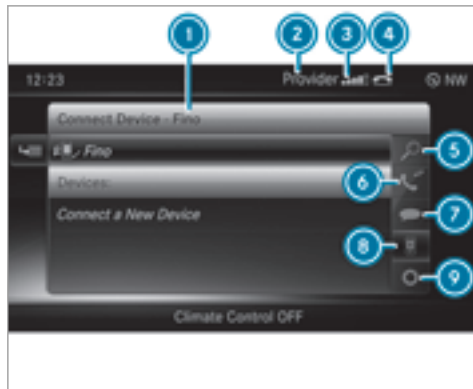 1 2 3 4
12:23 Provider NW
Connect Device - Fino
Fino
5
6
Devices:
7
Connect a New Device
8
9
Climate Control OFF